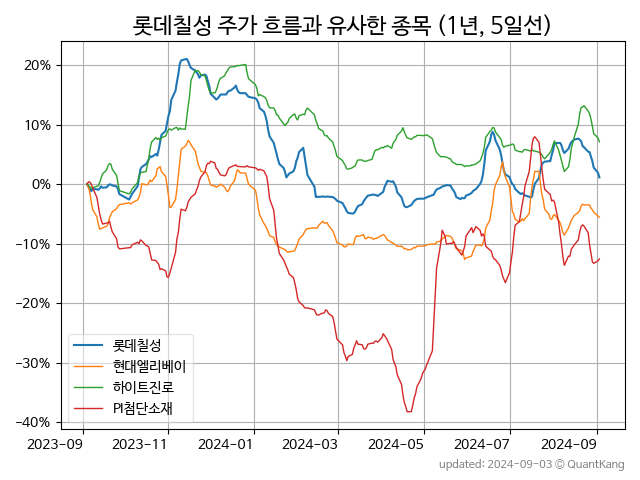 롯데칠성 주가 흐름과 유사한 종목 (1년, 5일선)
20%
10%
0%
−10%
−20%
−30%
−40%
롯데칠성
현대엘리베이
하이트진로
PI첨단소재
2023-09
2023-11
2024-01
2024-03
2024-05
2024-07
2024-09
updated: 2024-09-03 © QuantKang